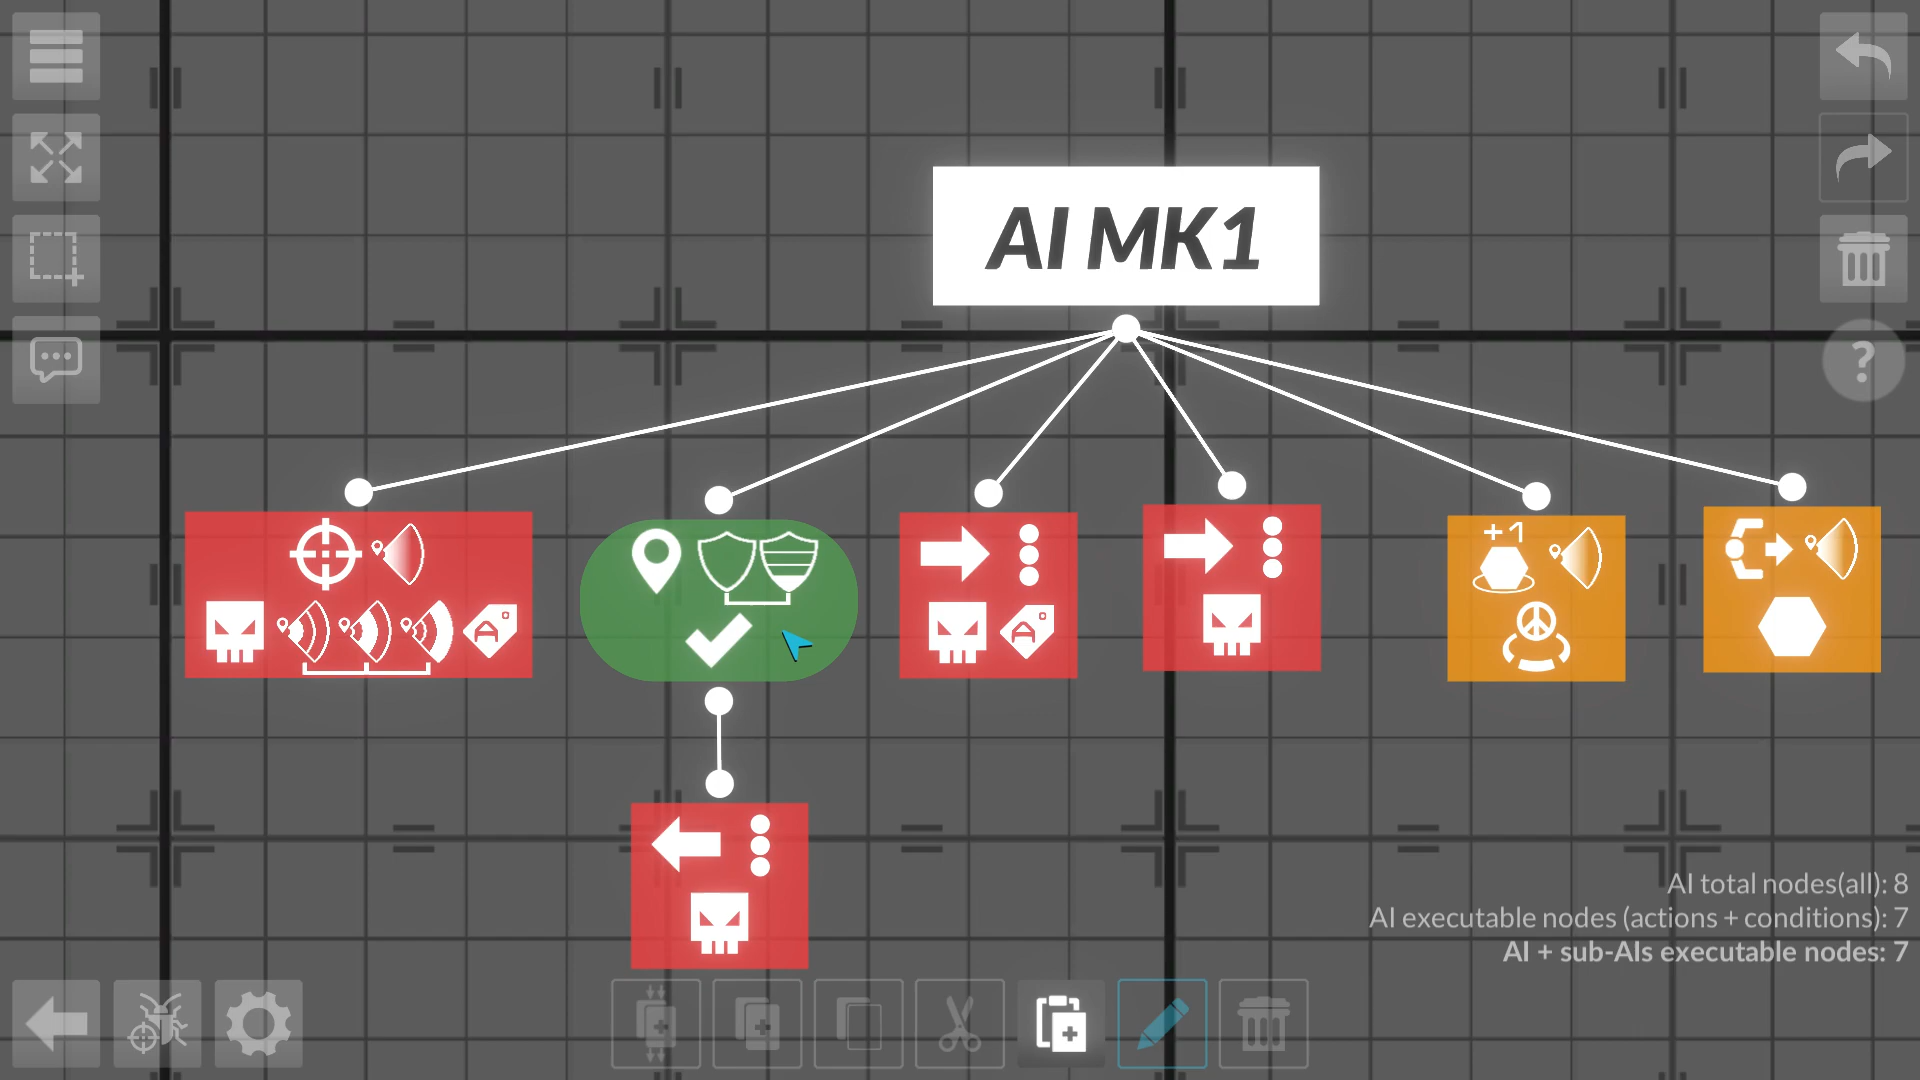 AI MK1
+1
A
A
?
AI total nodes(all): 8
AI executable nodes (actions + conditions): 7
AI + sub-AIs executable nodes: 7